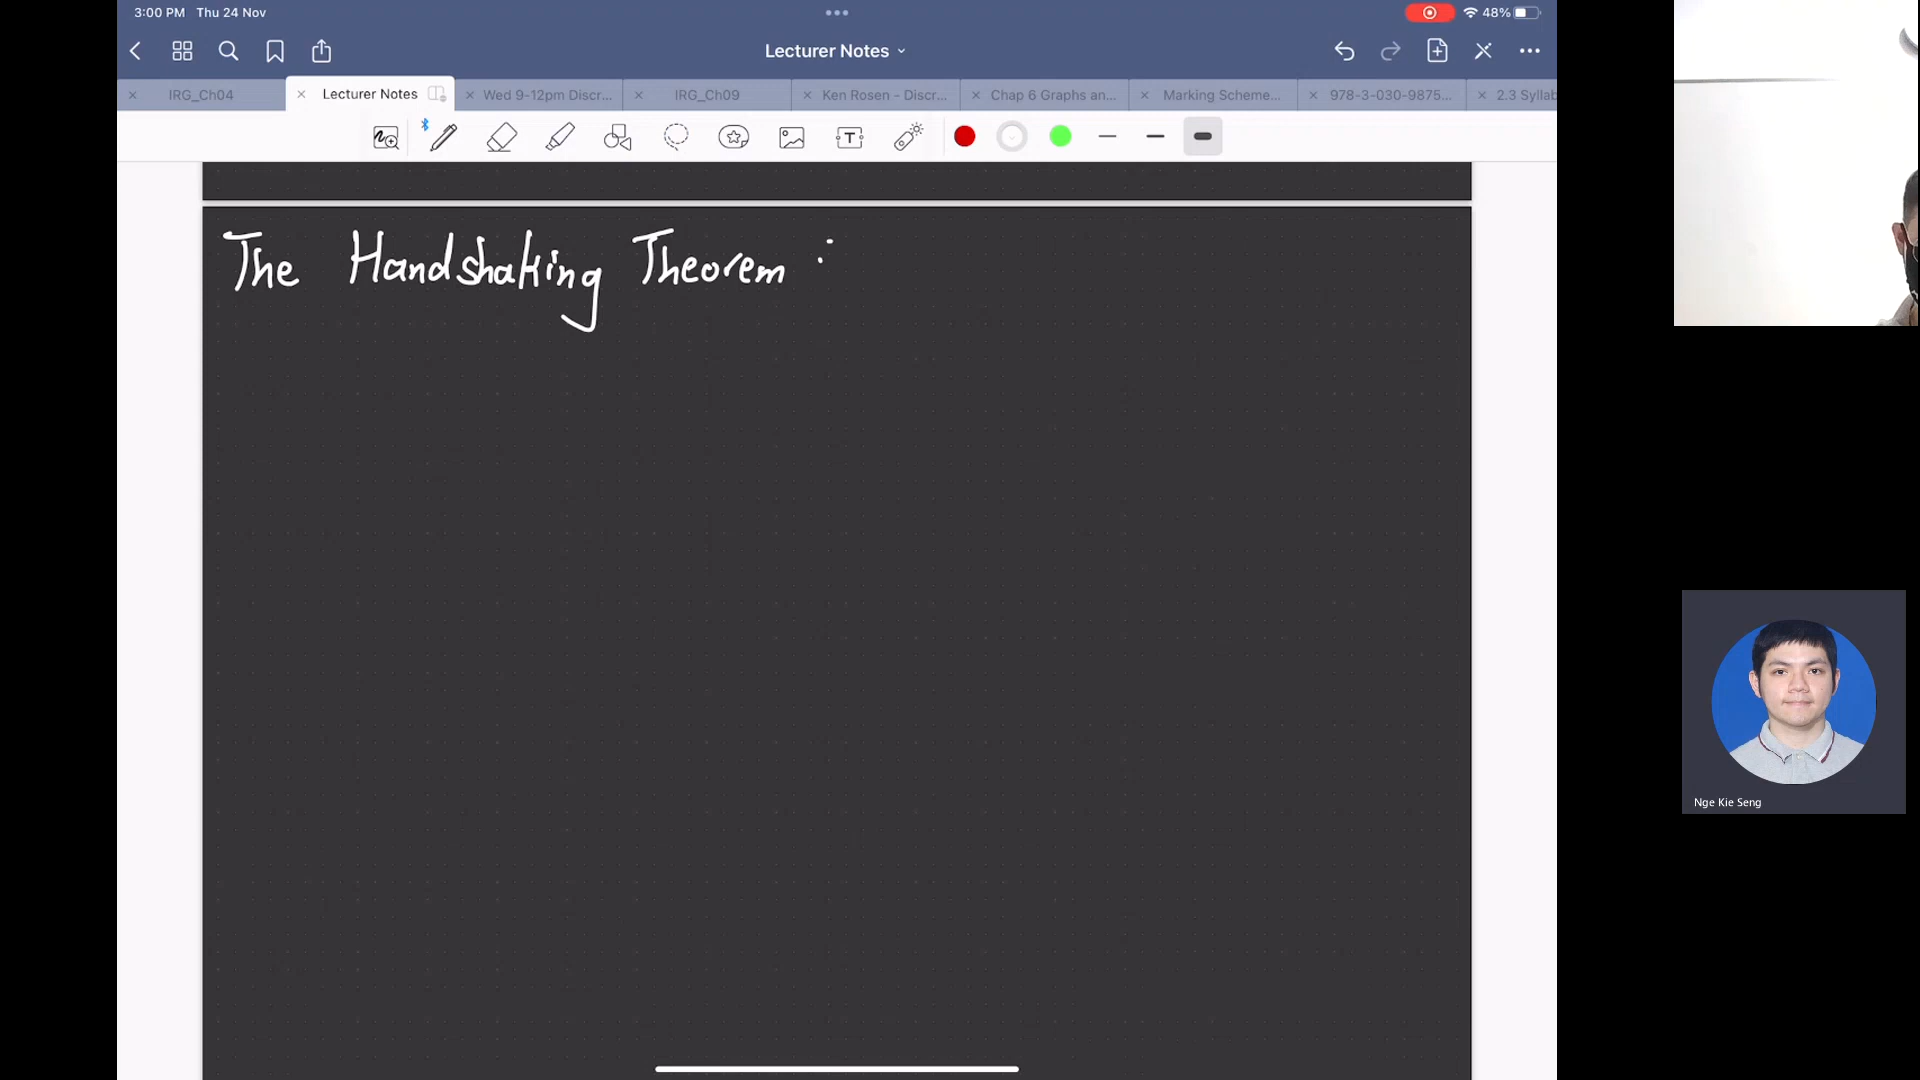 3:00 PM Thu 24 Nov
48%
Lecturer Notes
IRG_Ch04
Lecturer Notes
Wed 9-12pm Discr...
IRG_Ch09
Ken Rosen – Discr...
Chap 6 Graphs an...
Marking Scheme...
978-3-030-9875...
2.3 Syllab
The Handshaking Theorem :
Nge Kie Seng